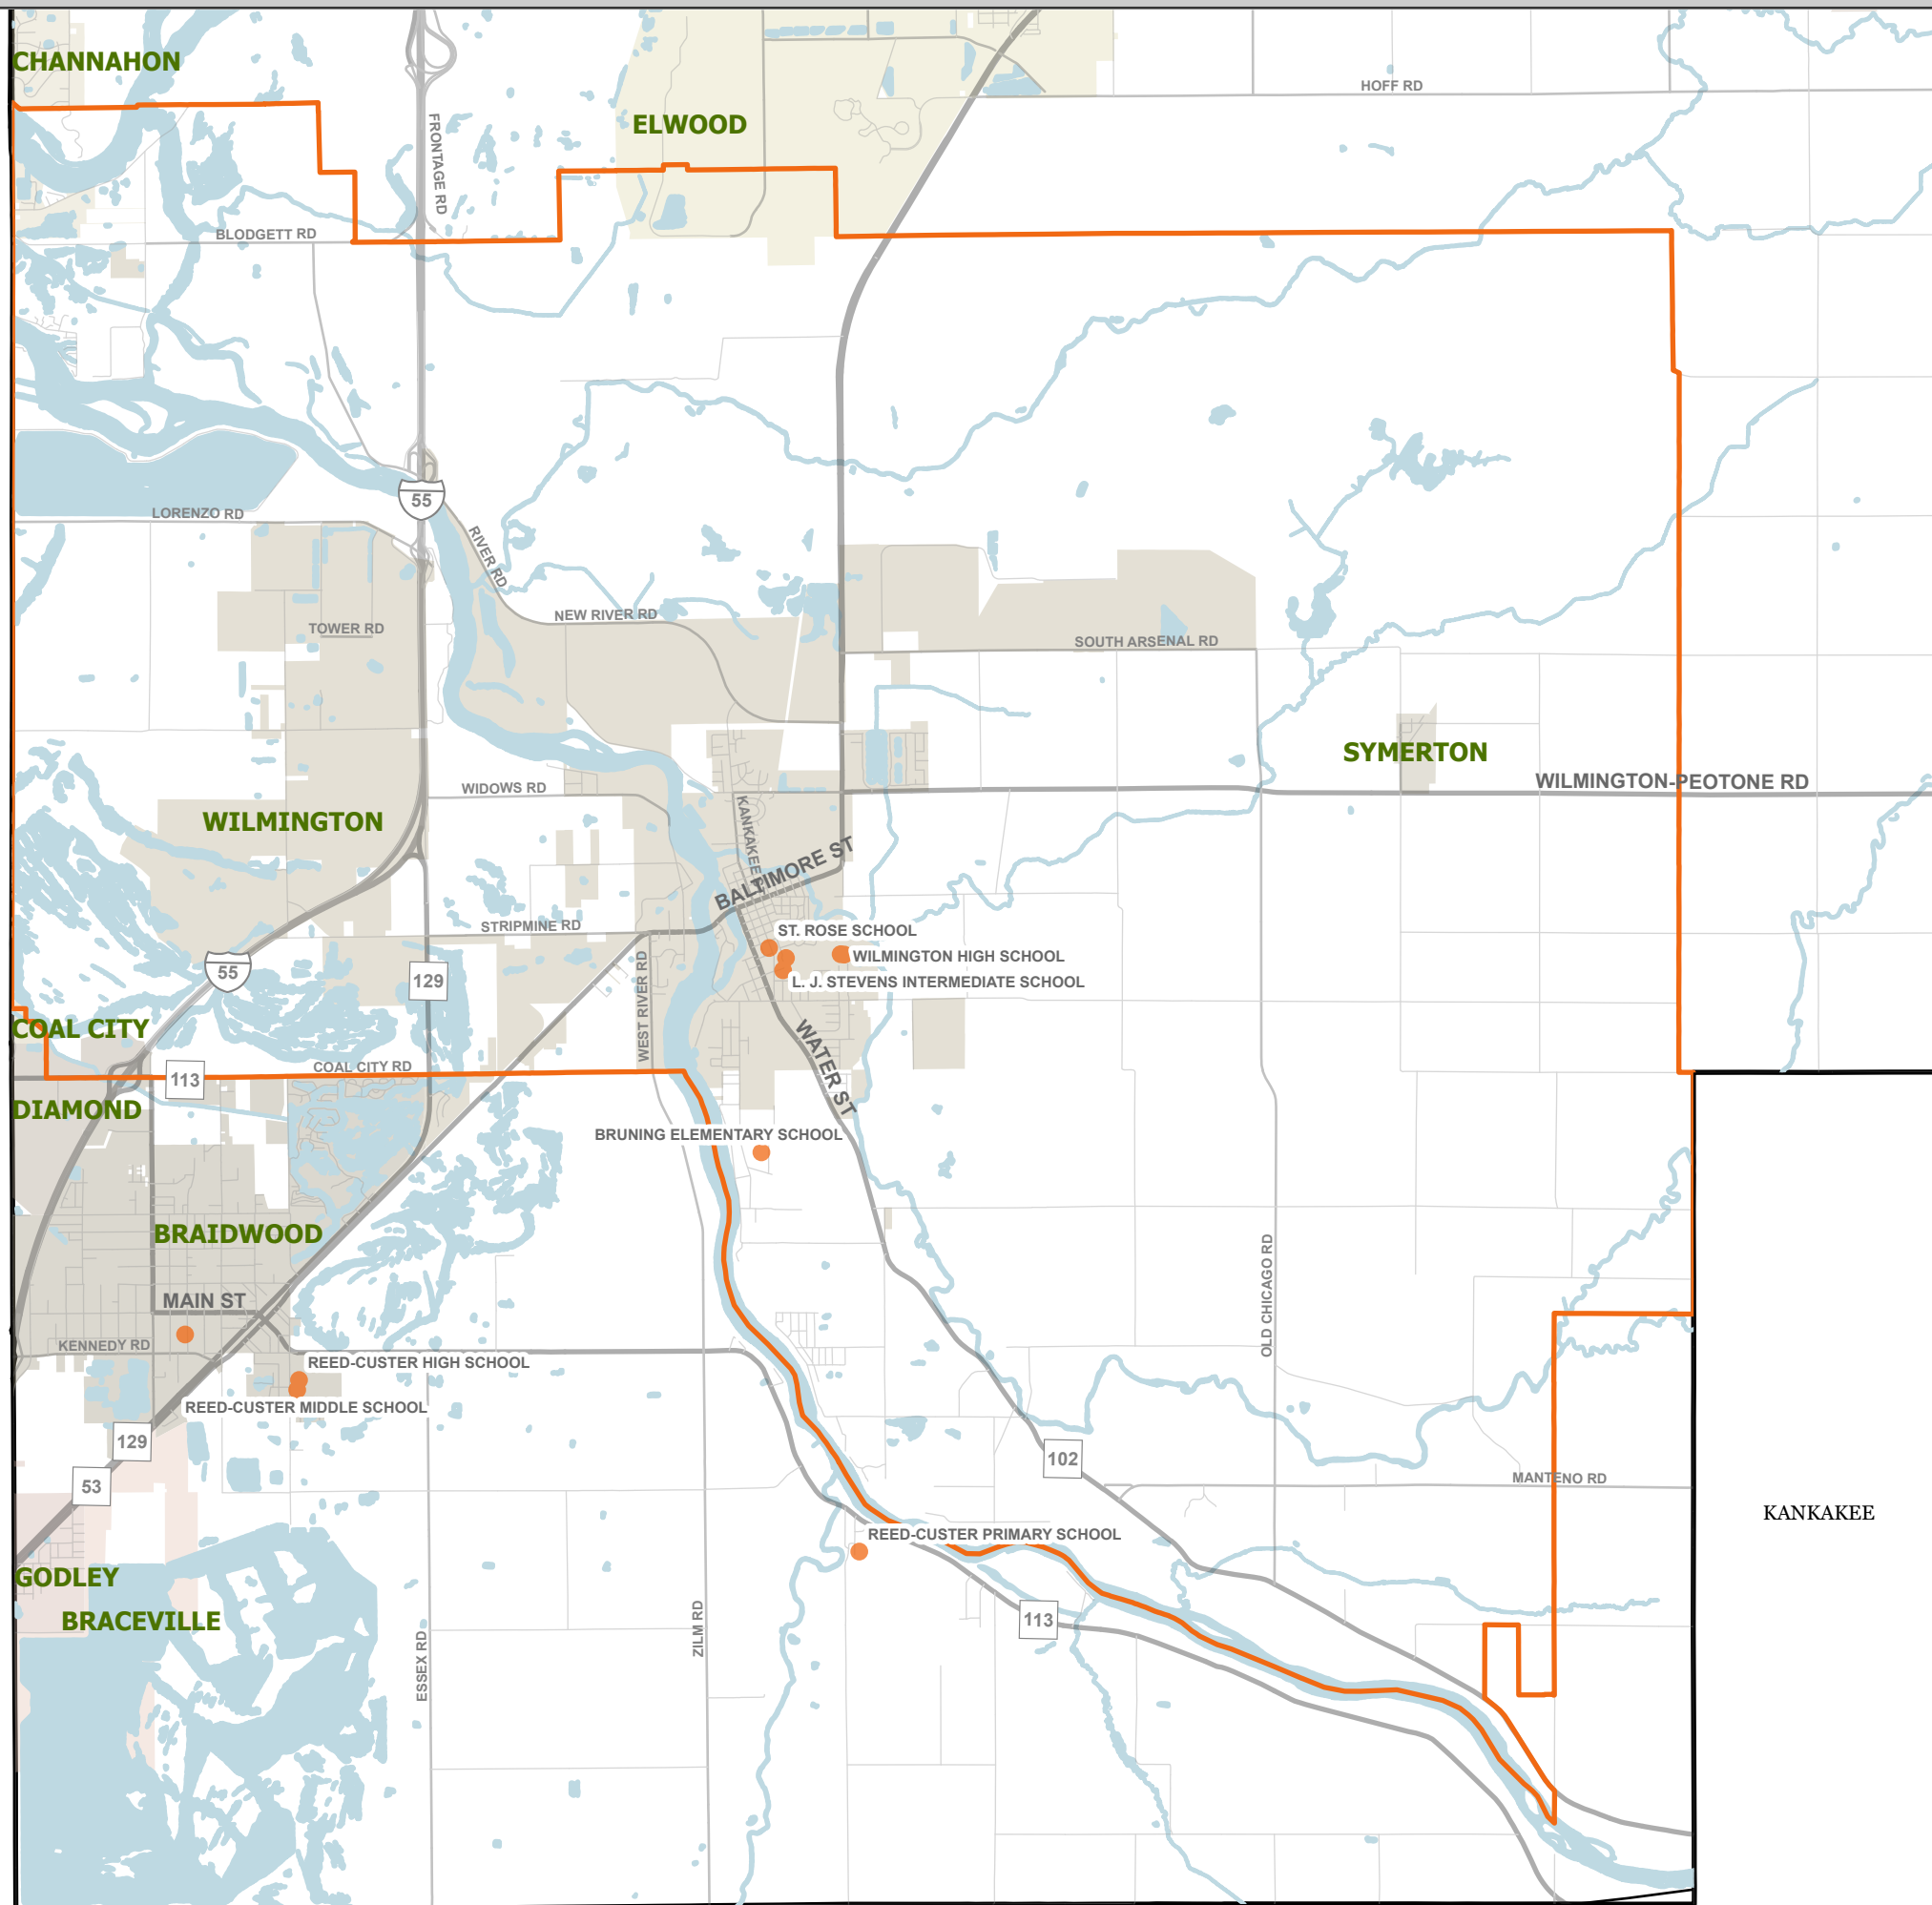 CHANNAHON
HOFF RD
ELWOOD
FRONTAGE RD
BLODGETT RD
55
LORENZO RD
RIVER RD
NEW RIVER RD
TOWER RD
SOUTH ARSENAL RD
SYMERTON
WILMINGTON-PEOTONE RD
WIDOWS RD
KANKAKEE
WILMINGTON
BALTIMORE ST
STRIPMINE RD
ST. ROSE SCHOOL
WILMINGTON HIGH SCHOOL
55
129
L. J. STEVENS INTERMEDIATE SCHOOL
WEST RIVER RD
COAL CITY
WATER ST
COAL CITY RD
113
DIAMOND
BRUNING ELEMENTARY SCHOOL
BRAIDWOOD
OLD CHICAGO RD
MAIN ST
KENNEDY RD
REED-CUSTER HIGH SCHOOL
REED-CUSTER MIDDLE SCHOOL
129
102
53
MANTENO RD
KANKAKEE
REED-CUSTER PRIMARY SCHOOL
GODLEY
BRACEVILLE
113
ZILM RD
ESSEX RD